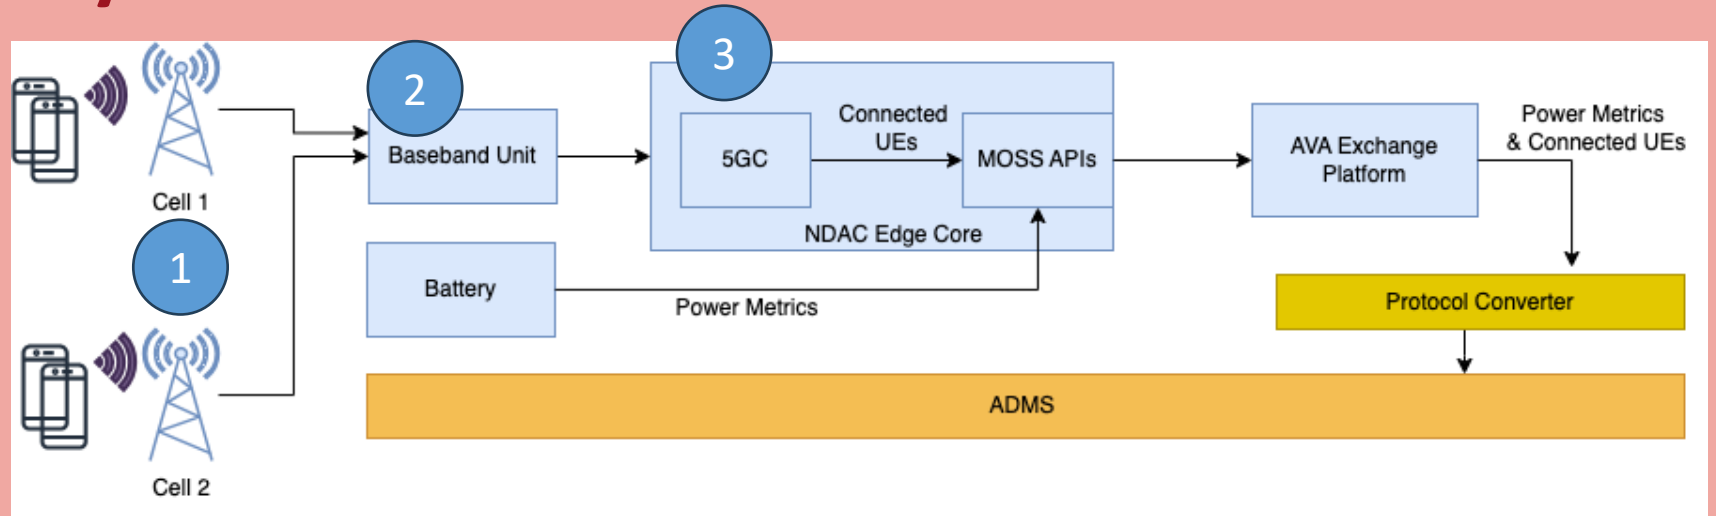 3
2
Connected
UEs
Power Metrics
& Connected UEs
Baseband Unit
5GC
MOSS APIs
AVA Exchange
Platform
Cell 1
NDAC Edge Core
1
Battery
Power Metrics
Protocol Converter
ADMS
Cell 2